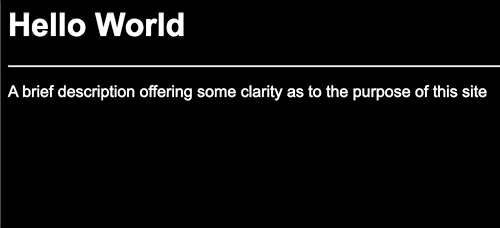 Hello World
A brief description offering some clarity as to the purpose of this site